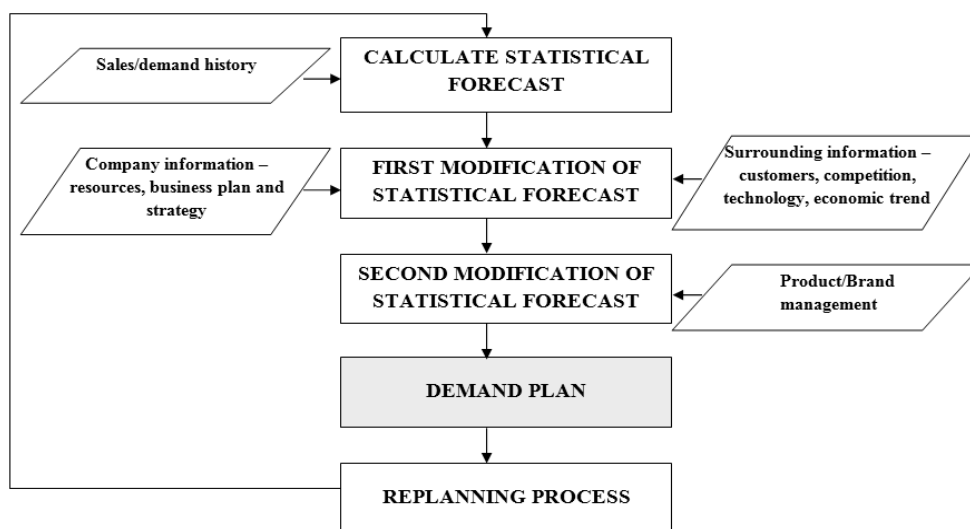 CALCULATE STATISTICAL
FORECAST
Sales/demand history
Company information –
resources, business plan and
strategy
FIRST MODIFICATION OF
STATISTICAL FORECAST
Surrounding information –
customers, competition,
technology, economic trend
SECOND MODIFICATION OF
STATISTICAL FORECAST
Product/Brand
management
DEMAND PLAN
REPLANNING PROCESS